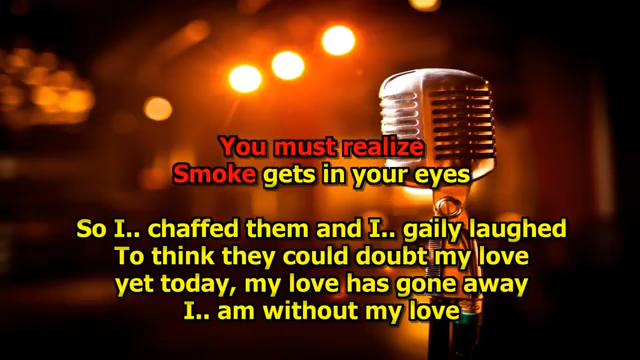 You must realize
Smoke gets in your eyes
So I.. chaffed them and I.. gaily laughed
To think they could doubt my love
yet today, my love has gone away
I.. am without my love